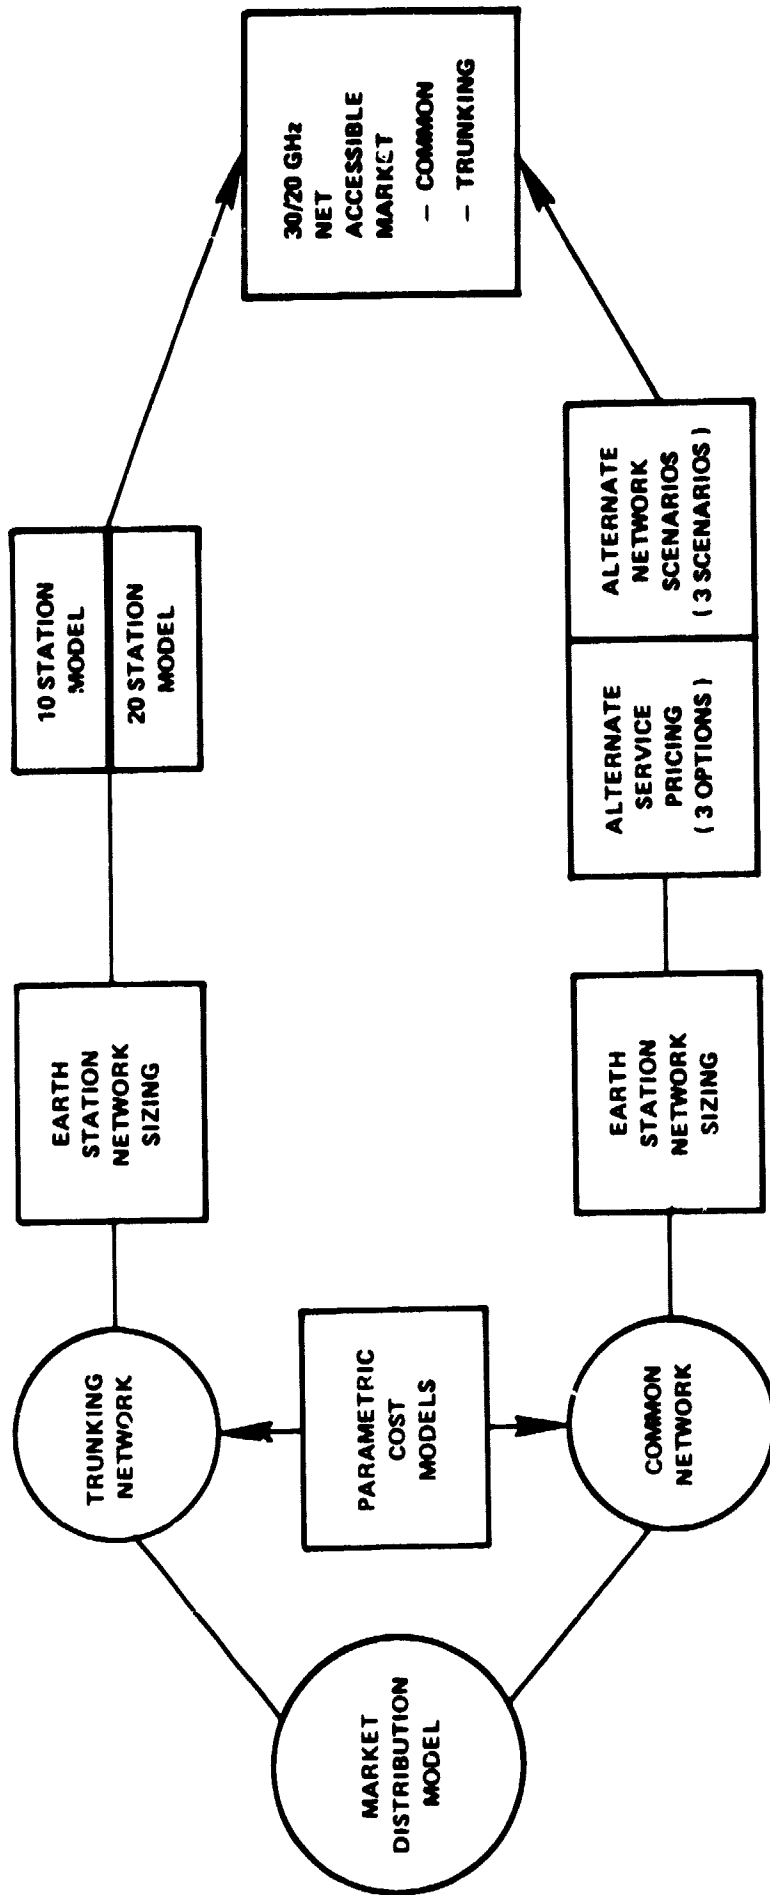 MARKET
DISTRIBUTION
MODEL
TRUNKING
NETWORK
PARAMETRIC
COST
MODELS
COMMON
NETWORK
EARTH
STATION
NETWORK
SIZING
EARTH
STATION
NETWORK
SIZING
10 STATION
MODEL
20 STATION
MODEL
ALTERNATE
SERVICE
PRICING
(3 OPTIONS)
ALTERNATE
NETWORK
SCENARIOS
(3 SCENARIOS)
30/20 GHz
NET
ACCESSIBLE
MARKET
– COMMON
– TRUNKING